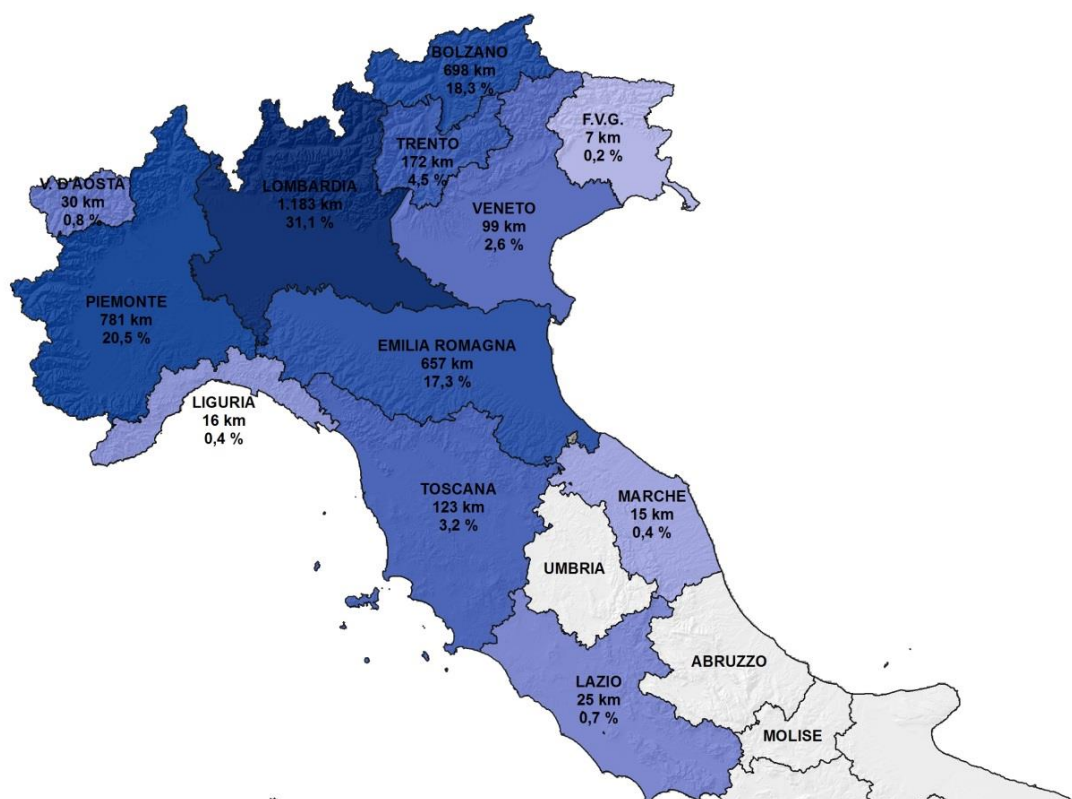 BOLZANO
698 km
18,3 %
F.V.G.
7 km
0,2 %
TRENTO
172 km
4,5 %
V. D'AOSTA
30 km
0,8 %
LOMBARDIA
1.183 km
31,1 %
VENETO
99 km
2,6 %
PIEMONTE
781 km
20,5 %
EMILIA ROMAGNA
657 km
17,3 %
LIGURIA
16 km
0,4 %
TOSCANA
123 km
3,2 %
MARCHE
15 km
0,4 %
UMBRIA
ABRUZZO
LAZIO
25 km
0,7 %
MOLISE